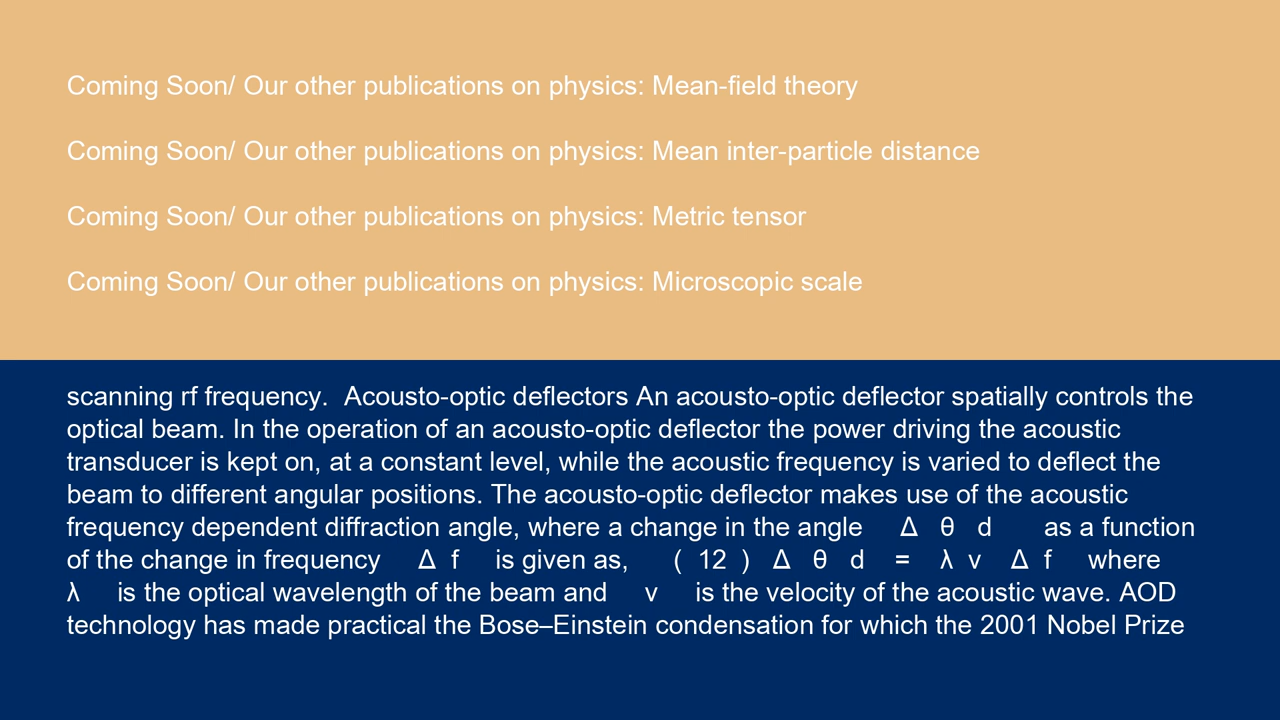 Coming Soon/ Our other publications on physics: Mean-field theory
Coming Soon/ Our other publications on physics: Mean inter-particle distance
Coming Soon/ Our other publications on physics: Metric tensor
Coming Soon/ Our other publications on physics: Microscopic scale
scanning rf frequency.  Acousto-optic deflectors An acousto-optic deflector spatially controls the
optical beam. In the operation of an acousto-optic deflector the power driving the acoustic
transducer is kept on, at a constant level, while the acoustic frequency is varied to deflect the
beam to different angular positions. The acousto-optic deflector makes use of the acoustic
frequency dependent diffraction angle, where a change in the angle Δ θ d as a function
of the change in frequency Δ f is given as, ( 12 ) Δ θ d = λ ν Δ f where
λ is the optical wavelength of the beam and ν is the velocity of the acoustic wave. AOD
technology has made practical the Bose–Einstein condensation for which the 2001 Nobel Prize